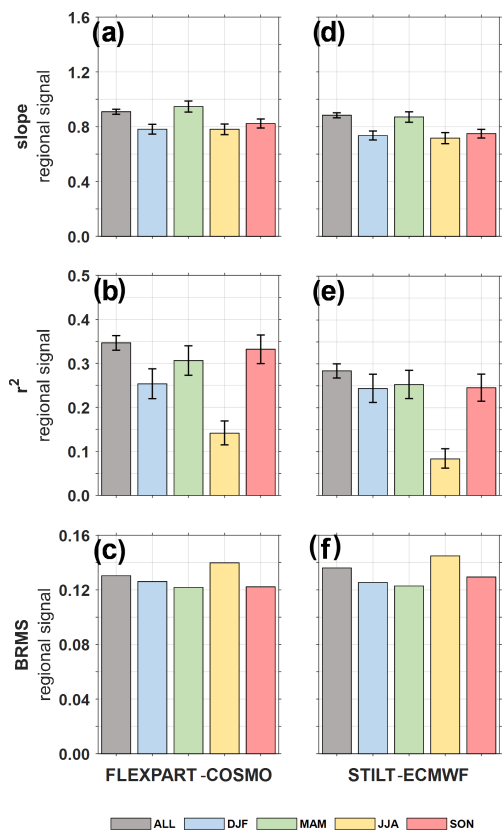 (a)
(d)
1.6
1.2
0.8
0.4
0.0
slope
regional signal
(b)
(e)
0.5
0.4
0.3
0.2
0.1
0.0
r2
regional signal
(c)
(f)
0.16
0.12
0.08
0.04
0.00
BRMS
regional signal
FLEXPART -COSMO
STILT-ECMWF
ALL DJF MAM JJA SON